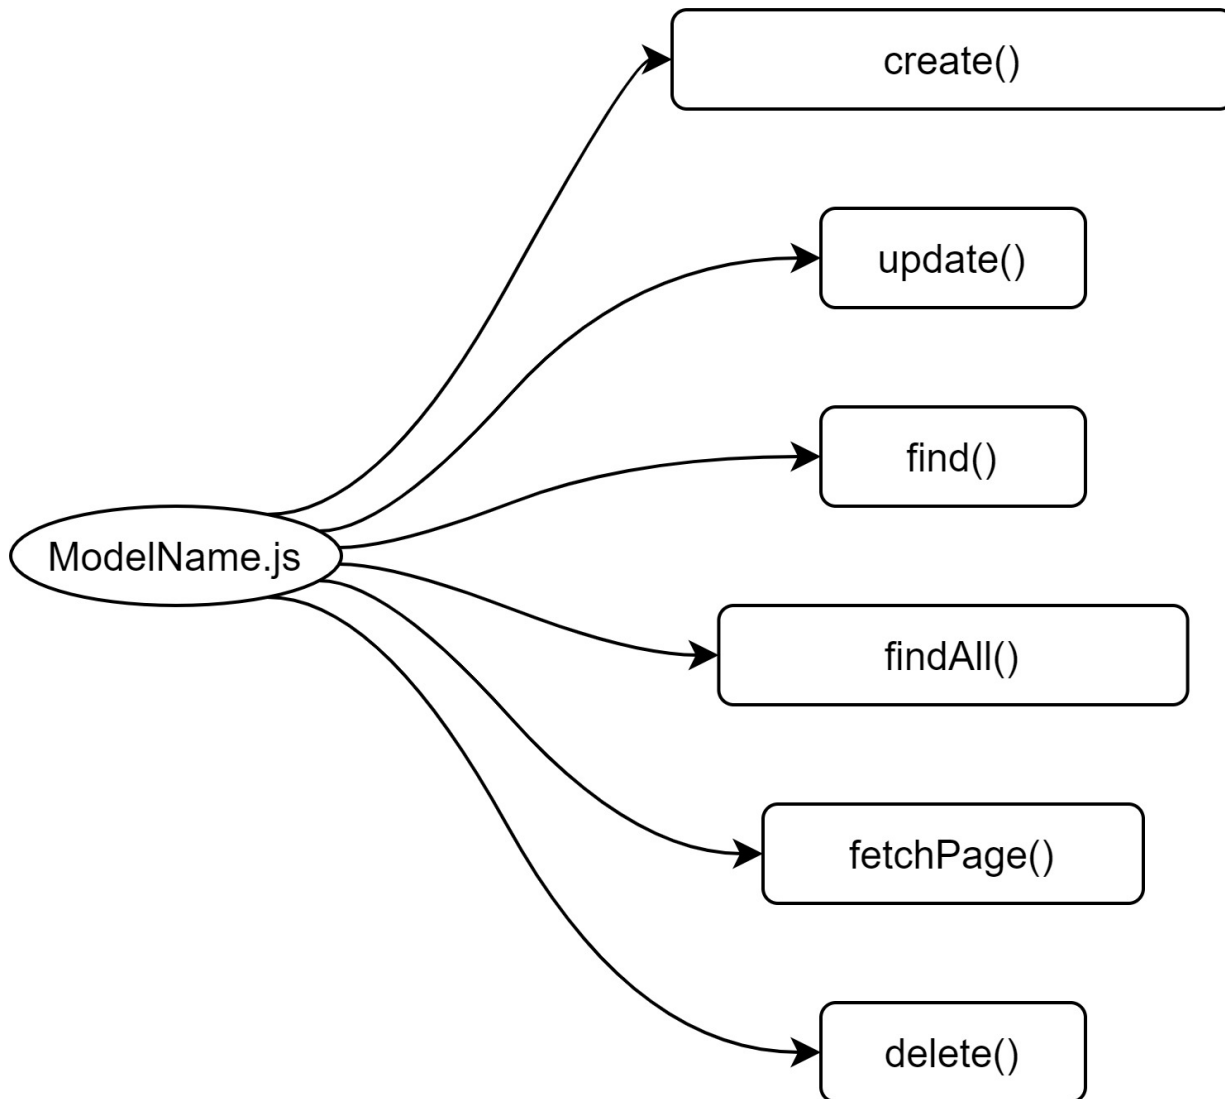 create()
update()
find()
ModelName.js
findAll()
fetchPage()
delete()